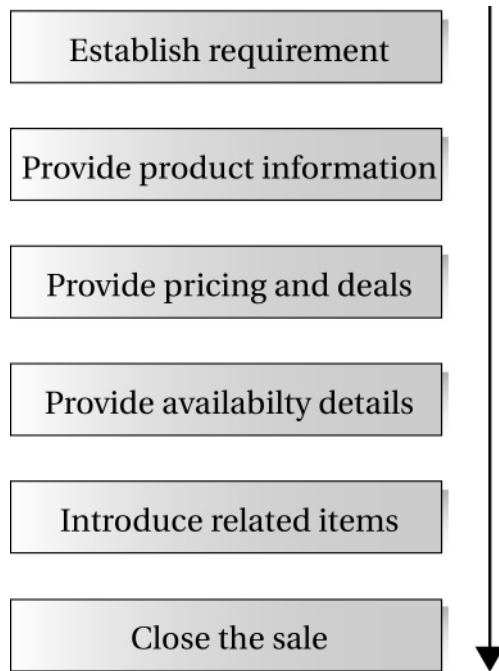 Establish requirement
Provide product information
Provide pricing and deals
Provide availabilty details
Introduce related items
Close the sale